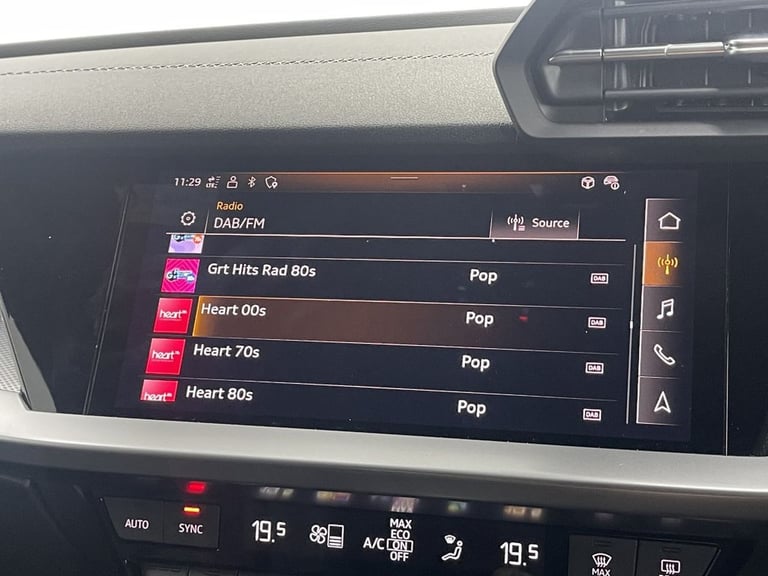 11:29 LTE
Radio
DAB/FM
Source
Grt Hits Rad 80s Pop DAB
heart Heart 00s Pop DAB
heart Heart 70s Pop DAB
heart Heart 80s Pop DAB
AUTO SYNC 19.5 A/C MAX ECO ON OFF 19.5 MAX